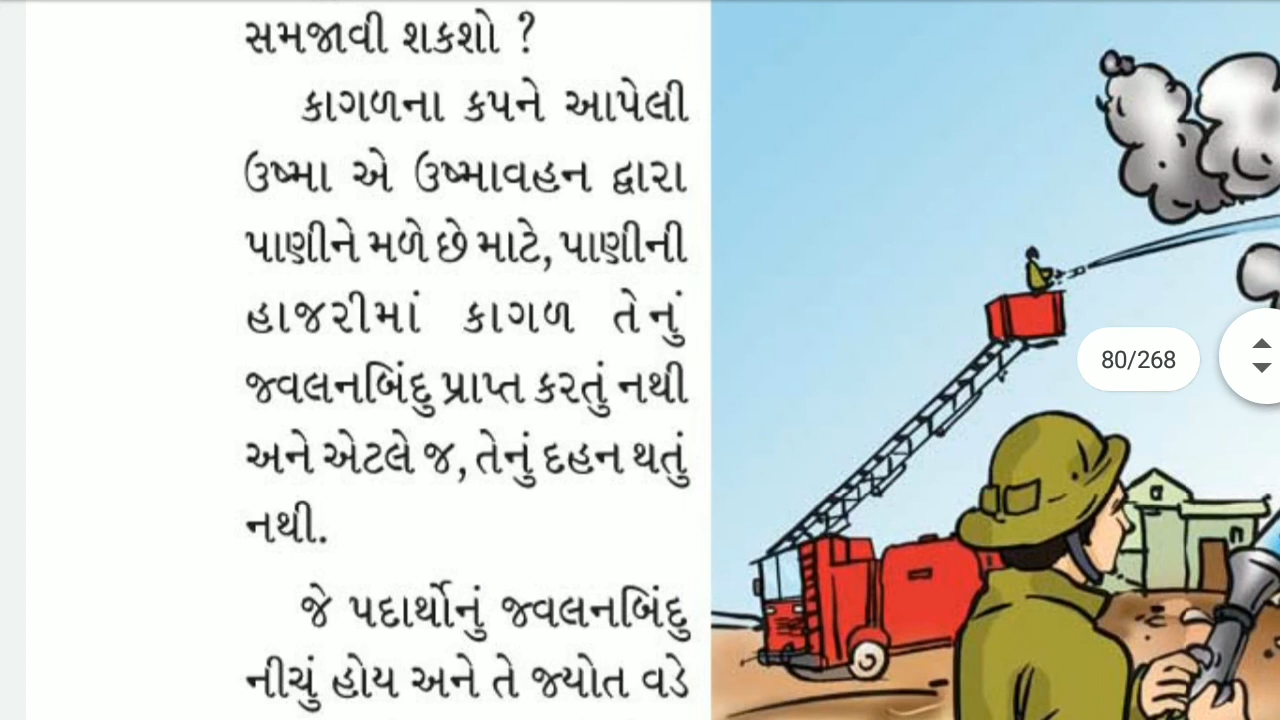 સમજાવી શકશો ?
કાગળના કપને આપેલી
ઉષ્મા એ ઉષ્માવહન દ્વારા
પાણીને મળે છે માટે, પાણીની
હાજરીમાં કાગળ તેનું
જ્વલનબિંદુ પ્રાપ્ત કરતું નથી
અને એટલે જ, તેનું દહન થતું
નથી.
જે પદાર્થોનું જ્વલનબિંદુ
નીચું હોય અને તે જ્યોત વડે
80/268